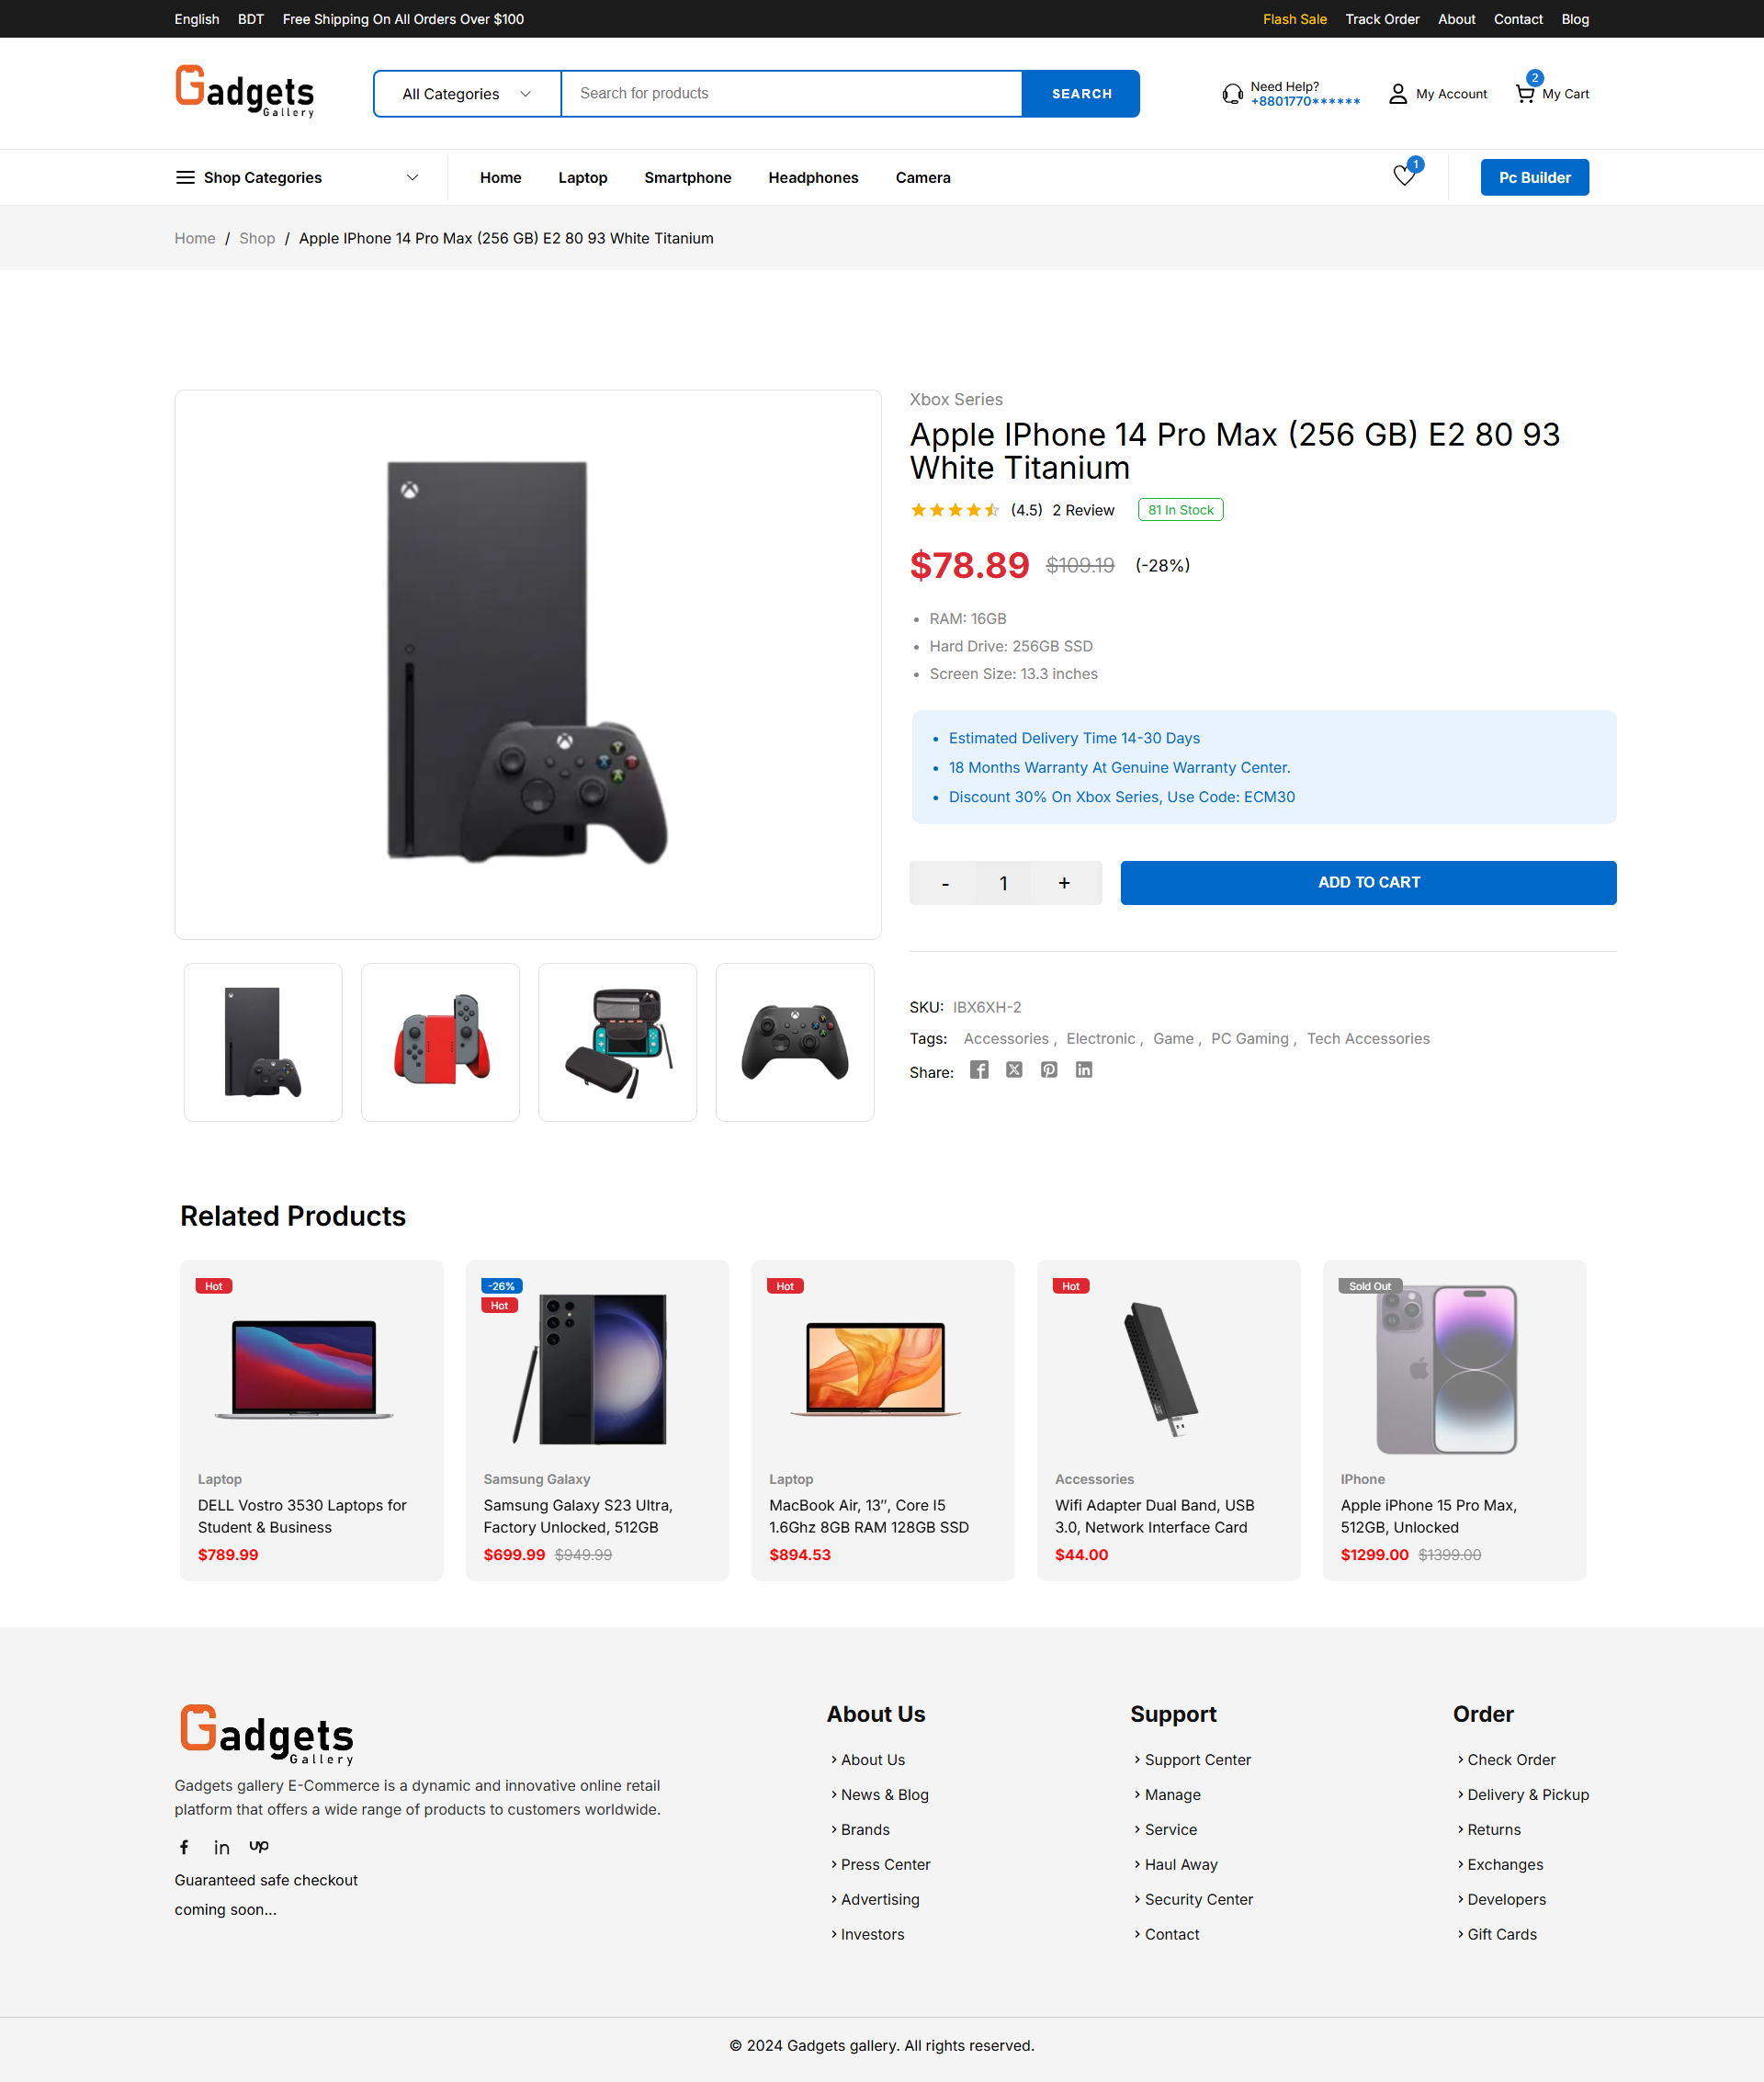 English BDT Free Shipping On All Orders Over $100
Flash Sale Track Order About Contact Blog
Gadgets
Gallery
All Categories
Search for products
SEARCH
Need Help?
+8801770******
My Account
2
My Cart
Shop Categories
Home Laptop Smartphone Headphones Camera
1
Pc Builder
Home / Shop / Apple IPhone 14 Pro Max (256 GB) E2 80 93 White Titanium
Xbox Series
Apple IPhone 14 Pro Max (256 GB) E2 80 93
White Titanium
(4.5) 2 Review 81 In Stock
$78.89 $109.19 (-28%)
RAM: 16GB
Hard Drive: 256GB SSD
Screen Size: 13.3 inches
Estimated Delivery Time 14-30 Days
18 Months Warranty At Genuine Warranty Center.
Discount 30% On Xbox Series, Use Code: ECM30
- 1 +
ADD TO CART
SKU: IBX6XH-2
Tags: Accessories , Electronic , Game , PC Gaming , Tech Accessories
Share:
Related Products
Hot
Laptop
DELL Vostro 3530 Laptops for
Student & Business
$789.99
-26%
Hot
Samsung Galaxy
Samsung Galaxy S23 Ultra,
Factory Unlocked, 512GB
$699.99 $949.99
Hot
Laptop
MacBook Air, 13″, Core I5
1.6Ghz 8GB RAM 128GB SSD
$894.53
Hot
Accessories
Wifi Adapter Dual Band, USB
3.0, Network Interface Card
$44.00
Sold Out
IPhone
Apple iPhone 15 Pro Max,
512GB, Unlocked
$1299.00 $1399.00
Gadgets
Gallery
Gadgets gallery E-Commerce is a dynamic and innovative online retail
platform that offers a wide range of products to customers worldwide.
Guaranteed safe checkout
coming soon...
About Us
About Us
News & Blog
Brands
Press Center
Advertising
Investors
Support
Support Center
Manage
Service
Haul Away
Security Center
Contact
Order
Check Order
Delivery & Pickup
Returns
Exchanges
Developers
Gift Cards
© 2024 Gadgets gallery. All rights reserved.